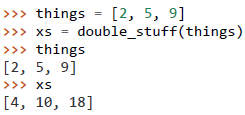 >>> things = [2, 5, 9]
>>> xs = double_stuff(things)
>>> things
[2, 5, 9]
>>> xs
[4, 10, 18]